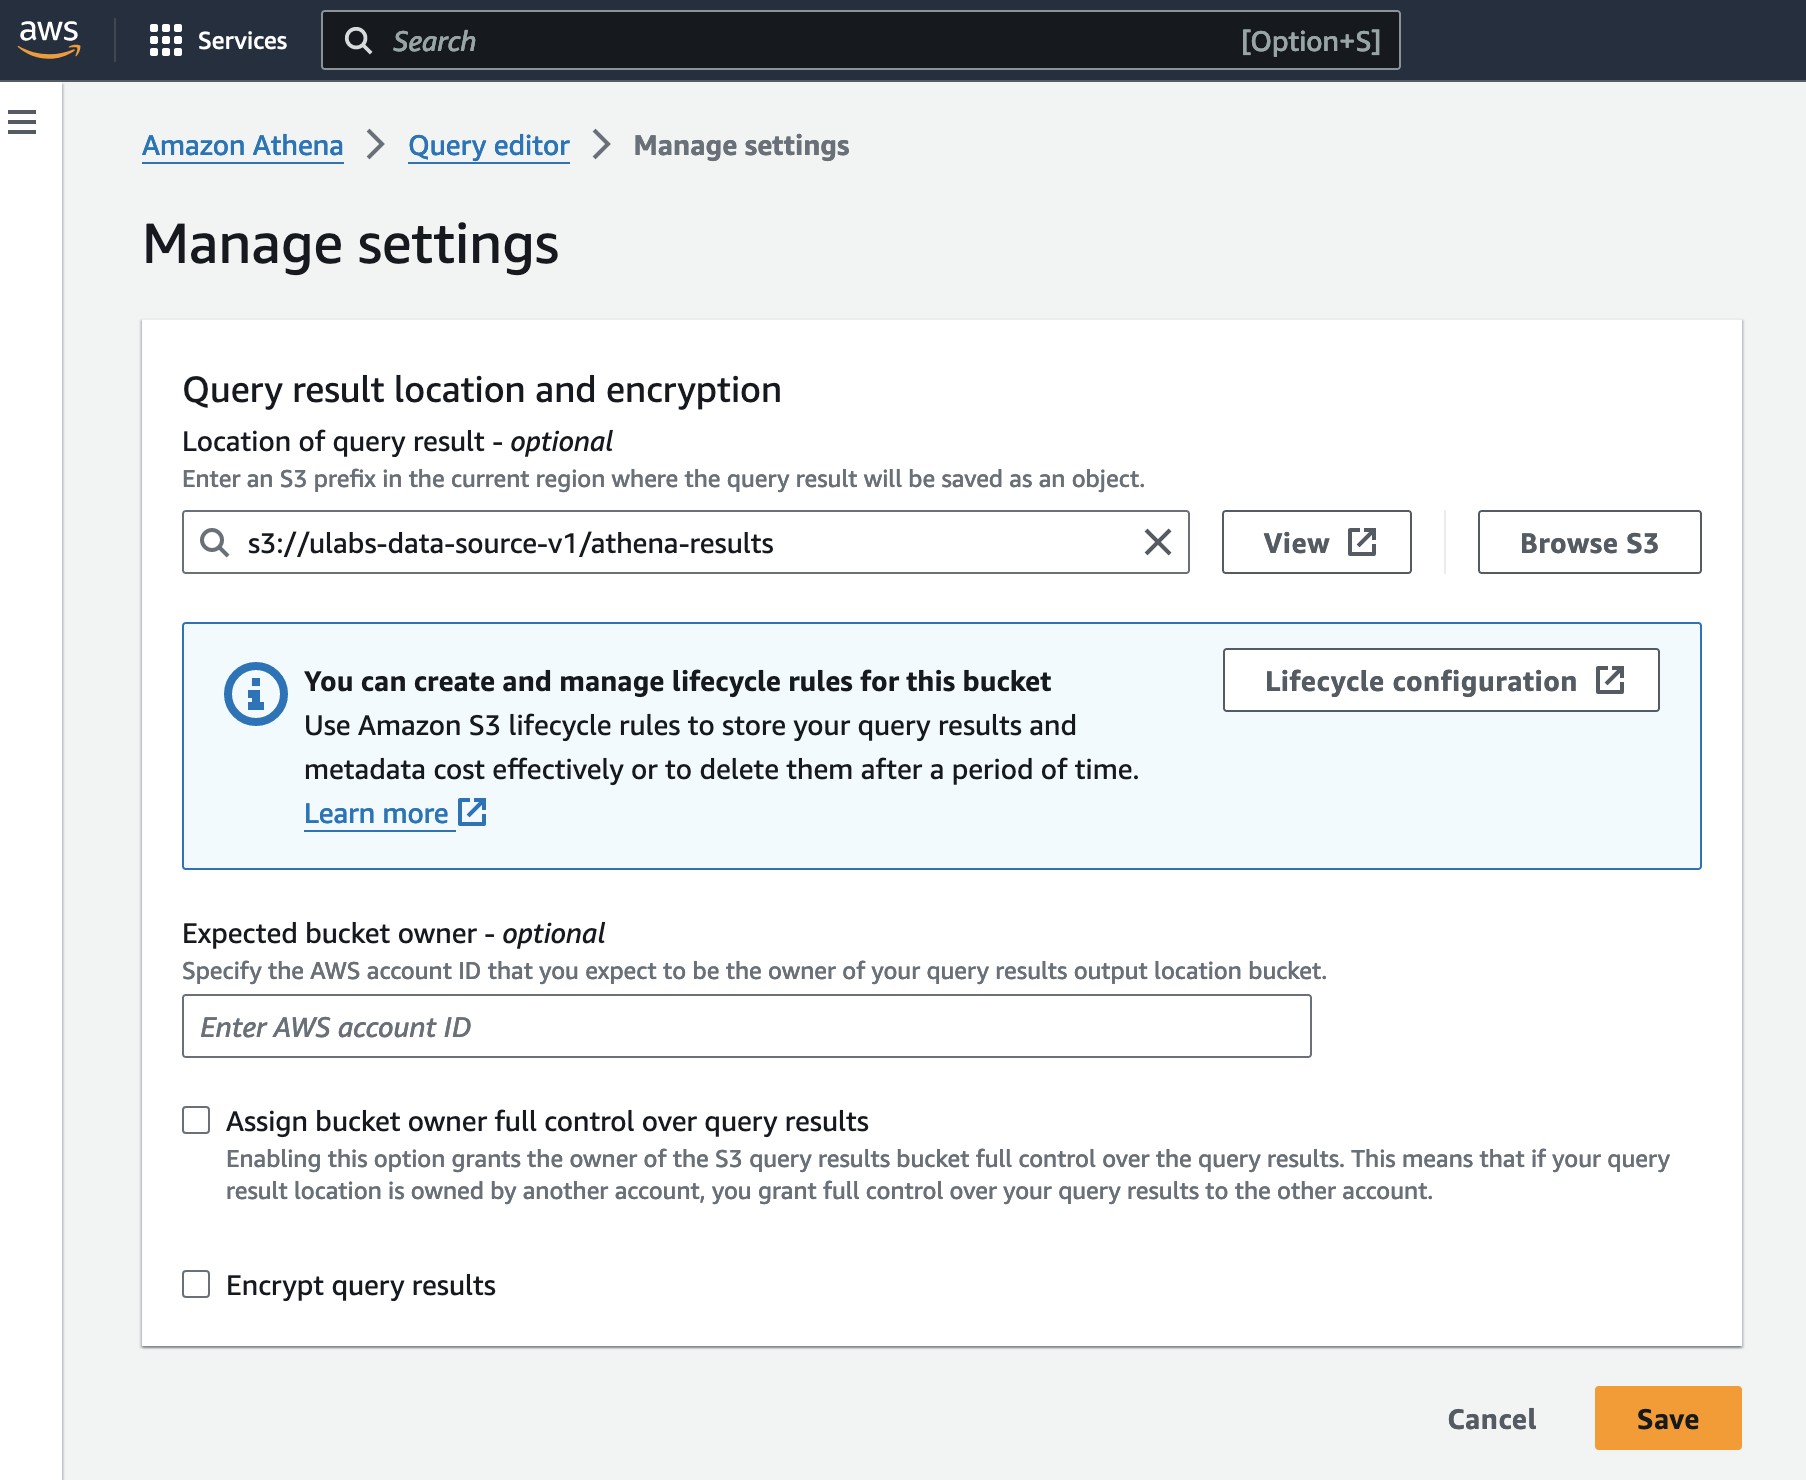 aws
Services
Search
[Option+S]
Amazon Athena
Query editor
Manage settings
Manage settings
Query result location and encryption
Location of query result - optional
Enter an S3 prefix in the current region where the query result will be saved as an object.
s3://ulabs-data-source-v1/athena-results
View
Browse S3
You can create and manage lifecycle rules for this bucket
Lifecycle configuration
Use Amazon S3 lifecycle rules to store your query results and
metadata cost effectively or to delete them after a period of time.
Learn more
Expected bucket owner - optional
Specify the AWS account ID that you expect to be the owner of your query results output location bucket.
Enter AWS account ID
Assign bucket owner full control over query results
Enabling this option grants the owner of the S3 query results bucket full control over the query results. This means that if your query
result location is owned by another account, you grant full control over your query results to the other account.
Encrypt query results
Cancel
Save